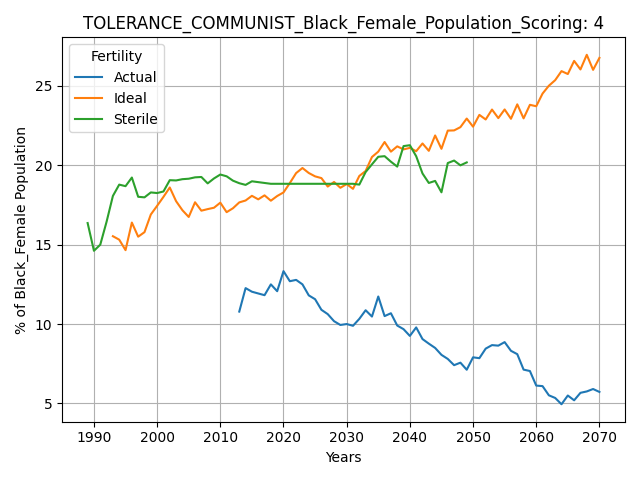 TOLERANCE_COMMUNIST_Black_Female_Population_Scoring: 4
Fertility
Actual
Ideal
Sterile
% of Black_Female Population
25
20
15
10
5
1990 2000 2010 2020 2030 2040 2050 2060 2070
Years